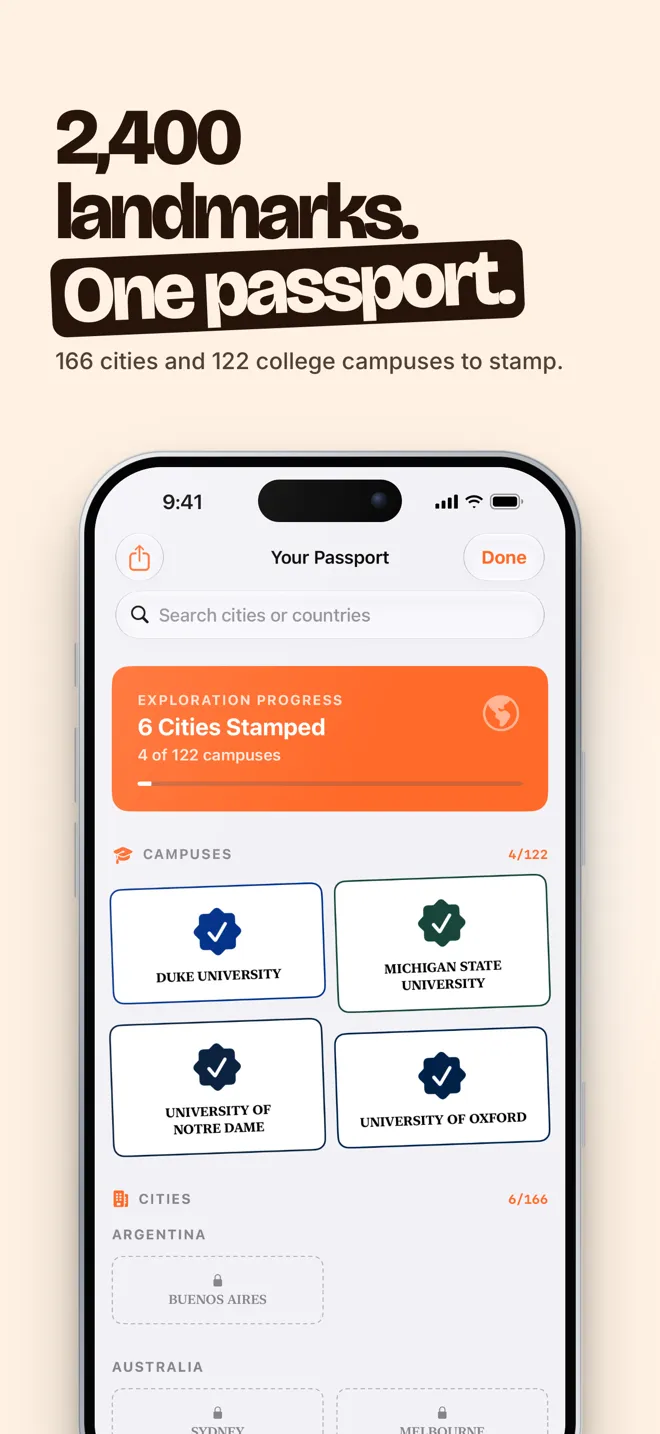 2,400
landmarks.
One passport.
166 cities and 122 college campuses to stamp.
9:41
Your Passport
Done
Search cities or countries
EXPLORATION PROGRESS
6 Cities Stamped
4 of 122 campuses
CAMPUSES
4/122
DUKE UNIVERSITY
MICHIGAN STATE
UNIVERSITY
UNIVERSITY OF
NOTRE DAME
UNIVERSITY OF OXFORD
CITIES
6/166
ARGENTINA
BUENOS AIRES
AUSTRALIA
SYDNEY
MELBOURNE